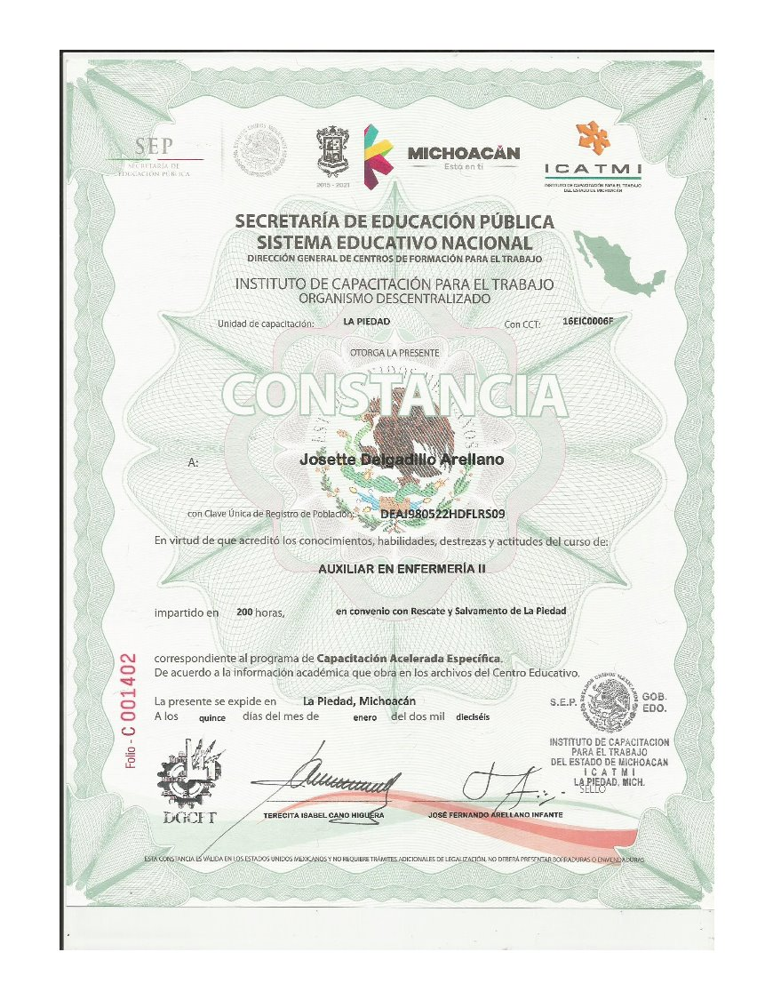 SEP
SECRETARÍA DE
EDUCACIÓN PÚBLICA
ESTADOS UNIDOS MEXICANOS
2015 - 2021
MICHOACÁN
Está en ti
ICATMI
INSTITUTO DE CAPACITACIÓN PARA EL TRABAJO
DEL ESTADO DE MICHOACÁN
SECRETARÍA DE EDUCACIÓN PÚBLICA
SISTEMA EDUCATIVO NACIONAL
DIRECCIÓN GENERAL DE CENTROS DE FORMACIÓN PARA EL TRABAJO
INSTITUTO DE CAPACITACIÓN PARA EL TRABAJO
ORGANISMO DESCENTRALIZADO
Unidad de capacitación: LA PIEDAD Con CCT: 16EIC0006F
OTORGA LA PRESENTE
CONSTANCIA
A: Josette Delgadillo Arellano
con Clave Única de Registro de Población: DEAJ980522HDFLRS09
En virtud de que acreditó los conocimientos, habilidades, destrezas y actitudes del curso de:
AUXILIAR EN ENFERMERÍA II
impartido en 200 horas, en convenio con Rescate y Salvamento de La Piedad
correspondiente al programa de Capacitación Acelerada Específica.
De acuerdo a la información académica que obra en los archivos del Centro Educativo.
La presente se expide en La Piedad, Michoacán
A los quince días del mes de enero del dos mil dieciséis
Folio - C 001402
S.E.P. ESTADOS UNIDOS MEXICANOS GOB.
EDO.
INSTITUTO DE CAPACITACION
PARA EL TRABAJO
DEL ESTADO DE MICHOACAN
I C A T M I
LA PIEDAD, MICH.
SELLO
DGCFT
TERECITA ISABEL CANO HIGUERA JOSÉ FERNANDO ARELLANO INFANTE
ESTA CONSTANCIA ES VÁLIDA EN LOS ESTADOS UNIDOS MEXICANOS Y NO REQUIERE TRÁMITES ADICIONALES DE LEGALIZACIÓN, NO DEBERÁ PRESENTAR BORRADURAS O ENMENDADURAS